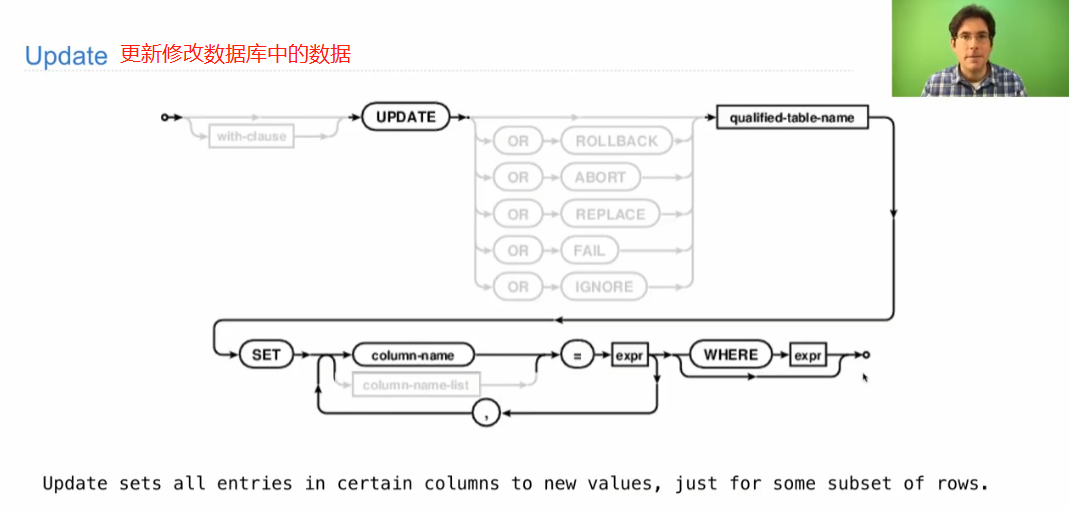 Update 更新修改数据库中的数据
with-clause
UPDATE
OR ROLLBACK
OR ABORT
OR REPLACE
OR FAIL
OR IGNORE
qualified-table-name
SET
column-name
column-name-list
=
expr
,
WHERE
expr
Update sets all entries in certain columns to new values, just for some subset of rows.